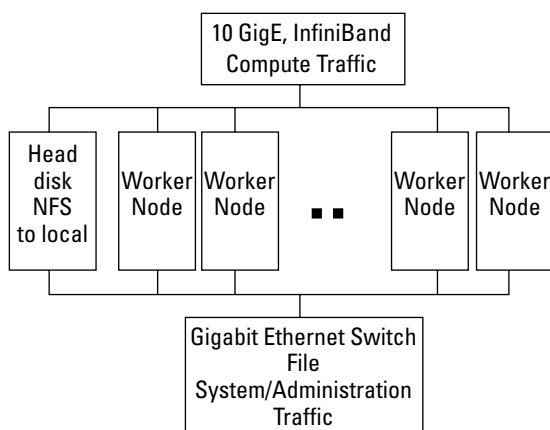 10 GigE, InfiniBand
Compute Traffic
Head
disk
NFS
to local
Worker
Node
Worker
Node
Worker
Node
Worker
Node
Gigabit Ethernet Switch
File
System/Administration
Traffic